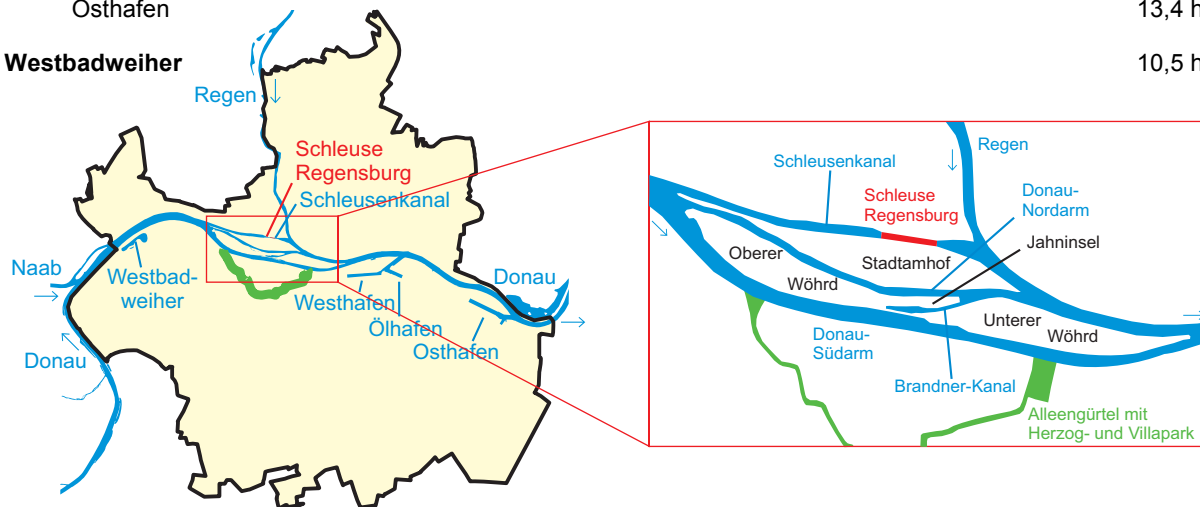 Osthafen 13,4 h
Westbadweiher 10,5 h
Regen
Schleuse
Regensburg
Schleusenkanal
Naab
Westbad-
weiher
Westhafen
Ölhafen
Osthafen
Donau
Donau
Schleusenkanal
Regen
Schleuse
Regensburg
Donau-
Nordarm
Jahninsel
Oberer
Wöhrd
Stadtamhof
Unterer
Wöhrd
Donau-
Südarm
Brandner-Kanal
Alleengürtel mit
Herzog- und Villapark